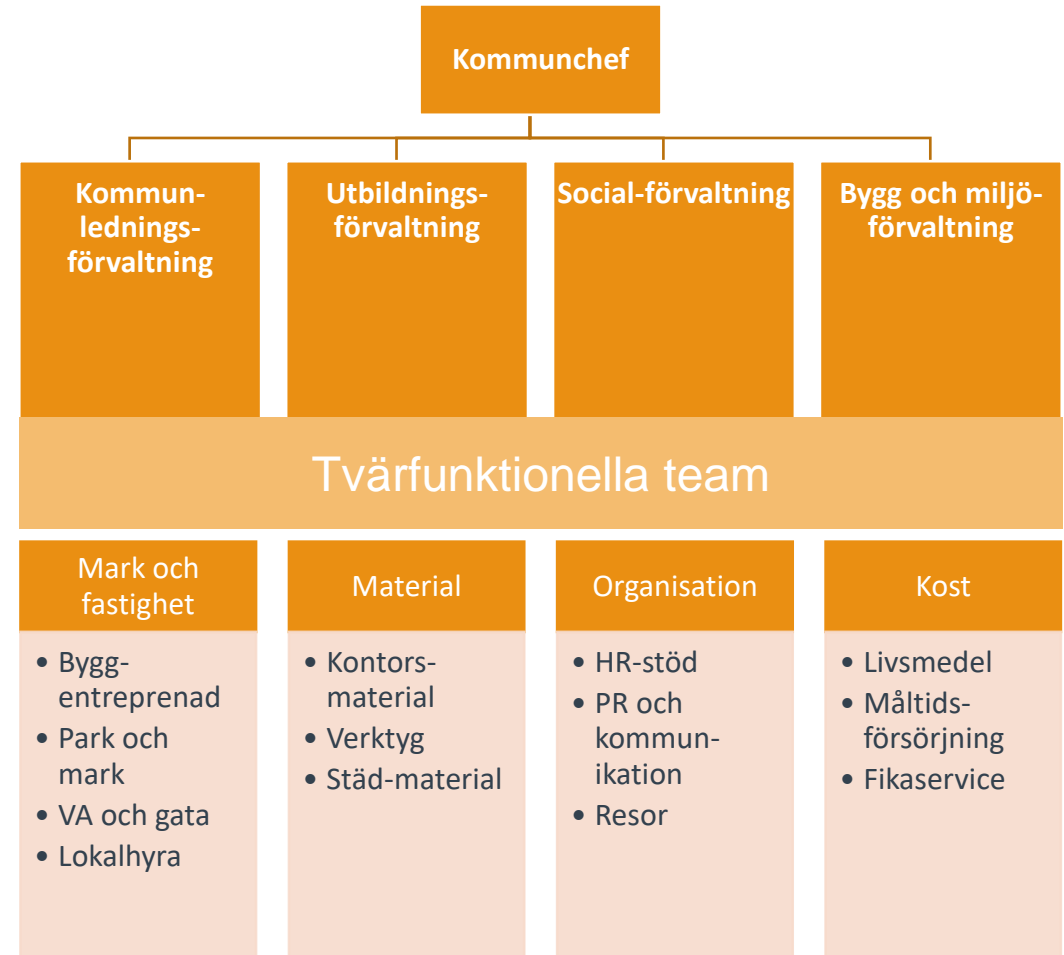 Kommunchef
Kommun-
lednings-
förvaltning
Utbildnings-
förvaltning
Social-förvaltning
Bygg och miljö-
förvaltning
Tvärfunktionella team
Mark och
fastighet
• Bygg-
entreprenad
• Park och
mark
• VA och gata
• Lokalhyra
Material
• Kontors-
material
• Verktyg
• Städ-material
Organisation
• HR-stöd
• PR och
kommun-
ikation
• Resor
Kost
• Livsmedel
• Måltids-
försörjning
• Fikaservice